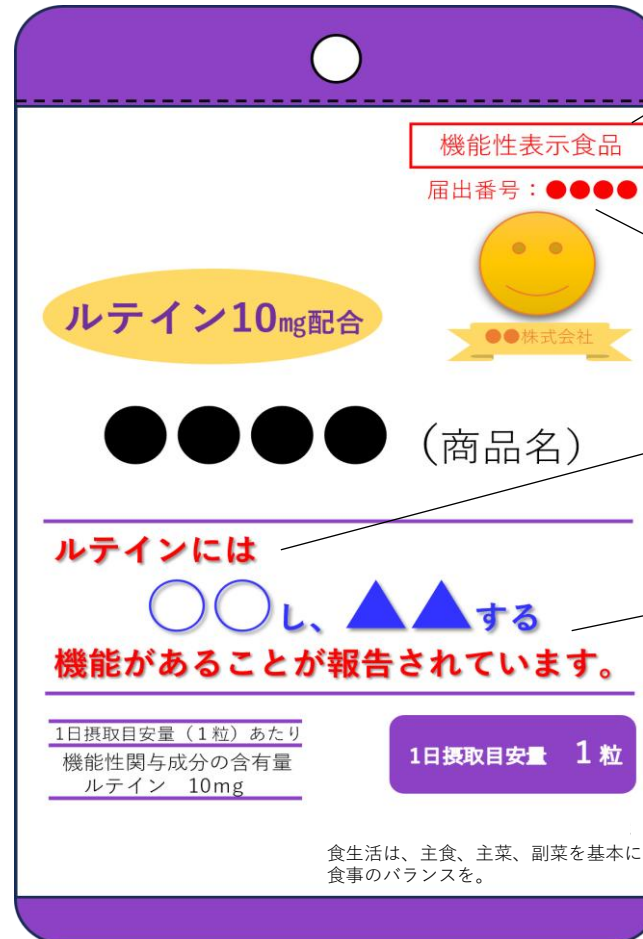 機能性表示食品
届出番号：●●●●
●●株式会社
ルテイン10㎎配合
●●●●（商品名）
ルテインには
○○し、▲▲する
機能があることが報告されています。
1日摂取目安量（１粒）あたり
機能性関与成分の含有量
ルテイン　10mg
1日摂取目安量　1 粒
食生活は、主食、主菜、副菜を基本に
食事のバランスを。